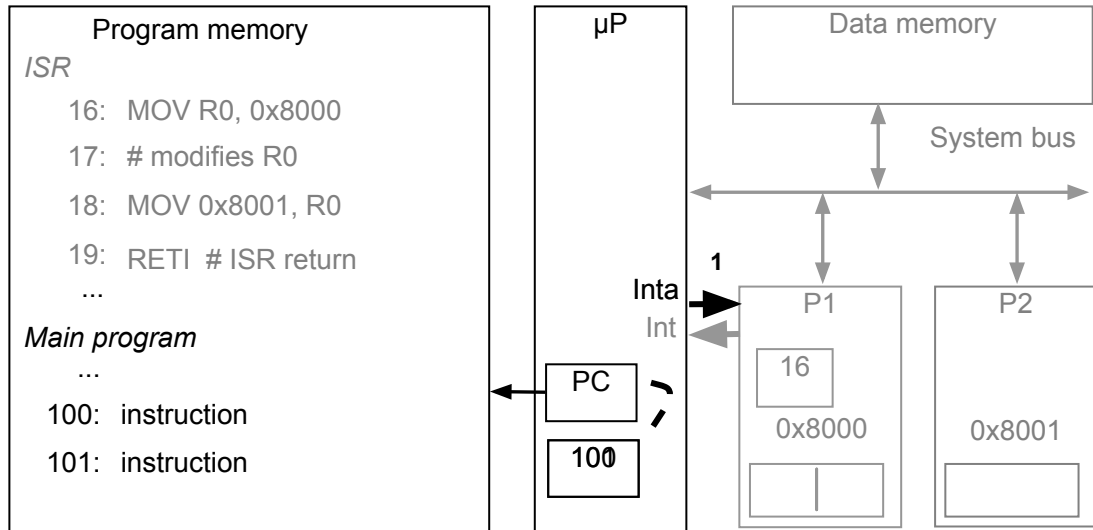 Program memory
ISR
16: MOV R0, 0x8000
17: # modifies R0
18: MOV 0x8001, R0
19: RETI # ISR return
...
Main program
...
100: instruction
101: instruction
µP
Inta
Int
PC
1
Data memory
System bus
P1
16
0x8000
P2
0x8001